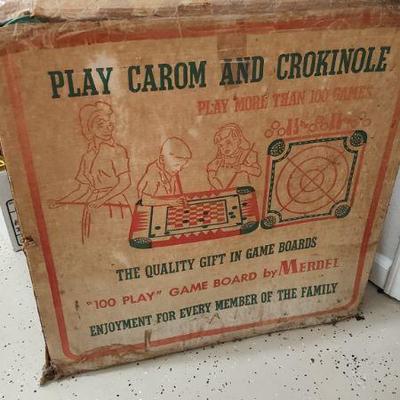 PLAY CAROM AND CROKINOLE
PLAY MORE THAN 100 GAMES
THE QUALITY GIFT IN GAME BOARDS
"100 PLAY" GAME BOARD by MERDEL
ENJOYMENT FOR EVERY MEMBER OF THE FAMILY